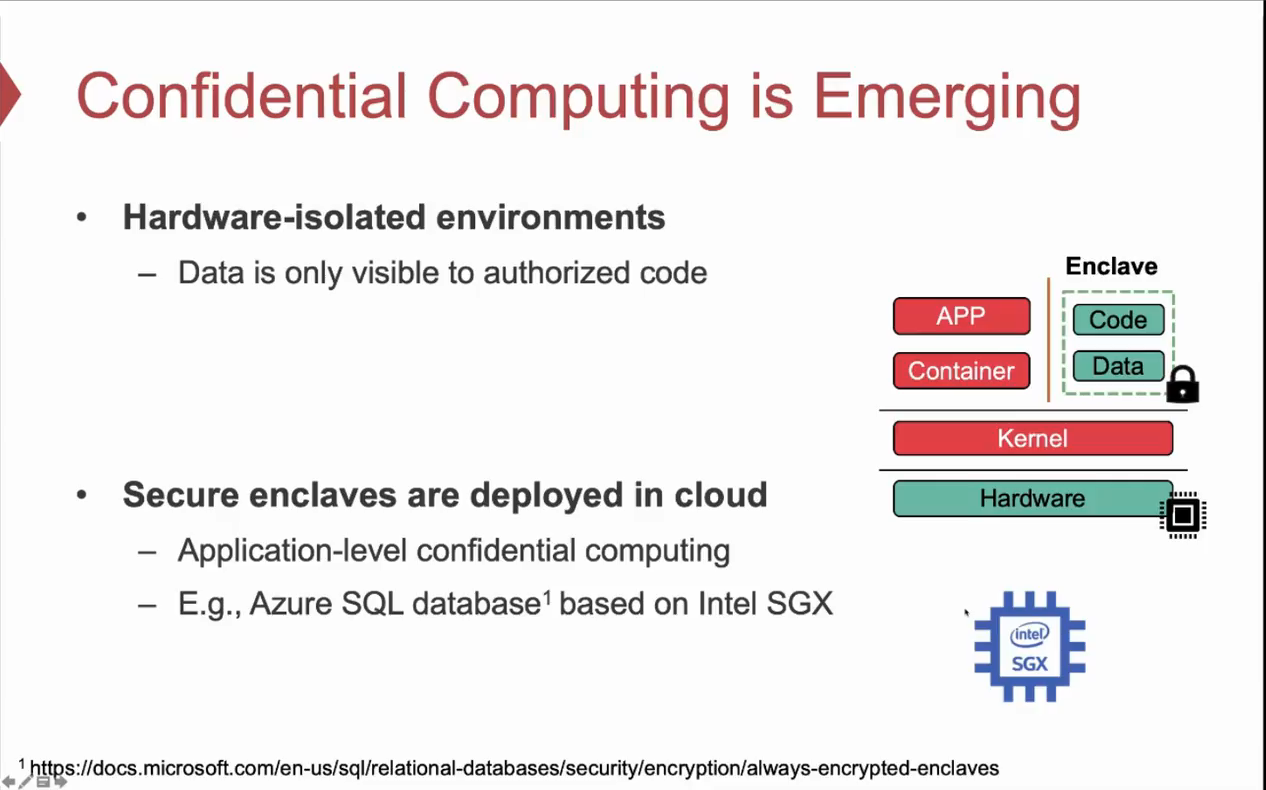 Confidential Computing is Emerging
• Hardware-isolated environments
– Data is only visible to authorized code
• Secure enclaves are deployed in cloud
– Application-level confidential computing
– E.g., Azure SQL database¹ based on Intel SGX
Enclave
APP
Code
Container
Data
Kernel
Hardware
intel
SGX
¹ https://docs.microsoft.com/en-us/sql/relational-databases/security/encryption/always-encrypted-enclaves